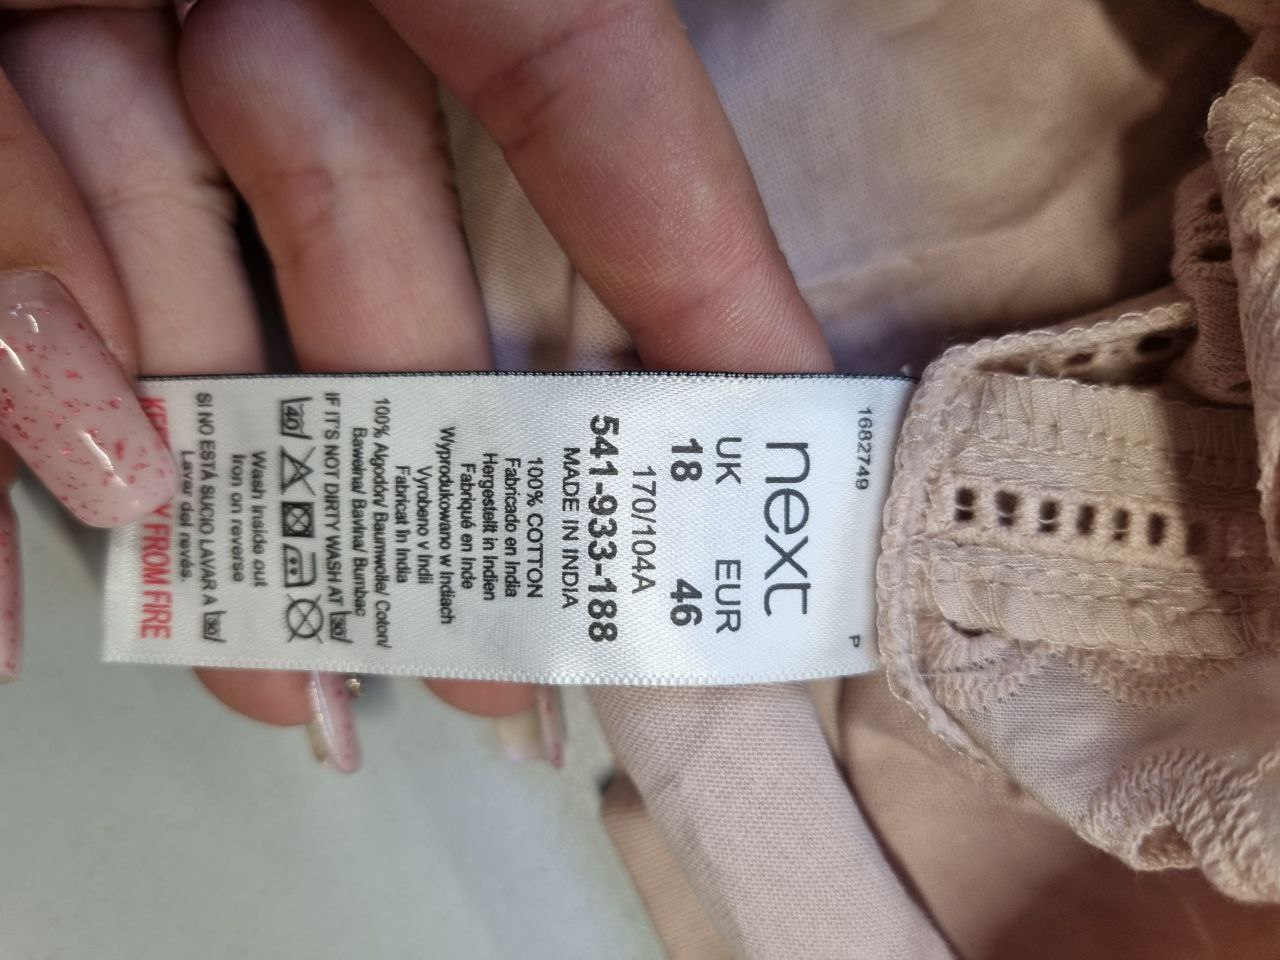 1682749
P
next
UK EUR
18 46
170/104A
541-933-188
MADE IN INDIA
100% COTTON
Fabricado en India
Hergestellt in Indien
Fabriqué en Inde
Wyprodukowano w Indiach
Vyrobeno v Indii
Fabricat în India
100% Algodón/ Baumwolle/ Coton/
Bawełna/ Bavlna/ Bumbac
IF IT'S NOT DIRTY WASH AT 30
40
Wash inside out
Iron on reverse
SI NO ESTÁ SUCIO LAVAR A 30
Lavar del revés.
FROM FIRE